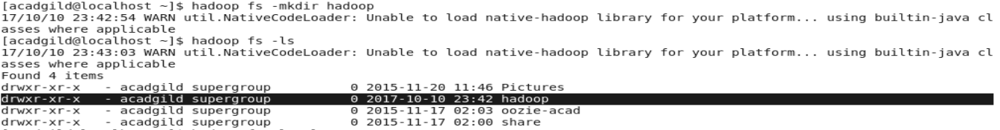 [acadgild@localhost ~]$ hadoop fs -mkdir hadoop
17/10/10 23:42:54 WARN util.NativeCodeLoader: Unable to load native-hadoop library for your platform... using builtin-java cl
asses where applicable
[acadgild@localhost ~]$ hadoop fs -ls
17/10/10 23:43:03 WARN util.NativeCodeLoader: Unable to load native-hadoop library for your platform... using builtin-java cl
asses where applicable
Found 4 items
drwxr-xr-x   - acadgild supergroup          0 2015-11-20 11:46 Pictures
drwxr-xr-x   - acadgild supergroup          0 2017-10-10 23:42 hadoop
drwxr-xr-x   - acadgild supergroup          0 2015-11-17 02:03 oozie-acad
drwxr-xr-x   - acadgild supergroup          0 2015-11-17 02:00 share